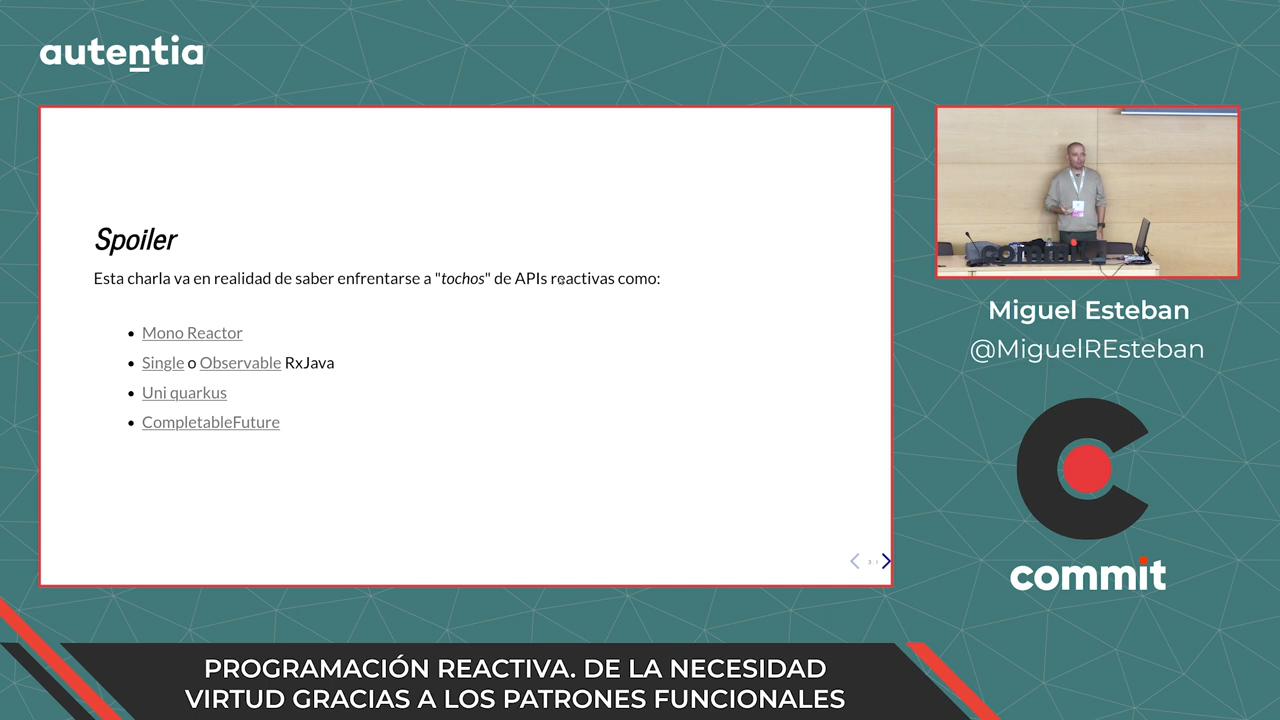 autentia
Spoiler
Esta charla va en realidad de saber enfrentarse a "tochos" de APIs reactivas como:
• Mono Reactor
• Single o Observable RxJava
• Uni quarkus
• CompletableFuture
commit
Miguel Esteban
@MiguelREsteban
commit
PROGRAMACIÓN REACTIVA. DE LA NECESIDAD
VIRTUD GRACIAS A LOS PATRONES FUNCIONALES